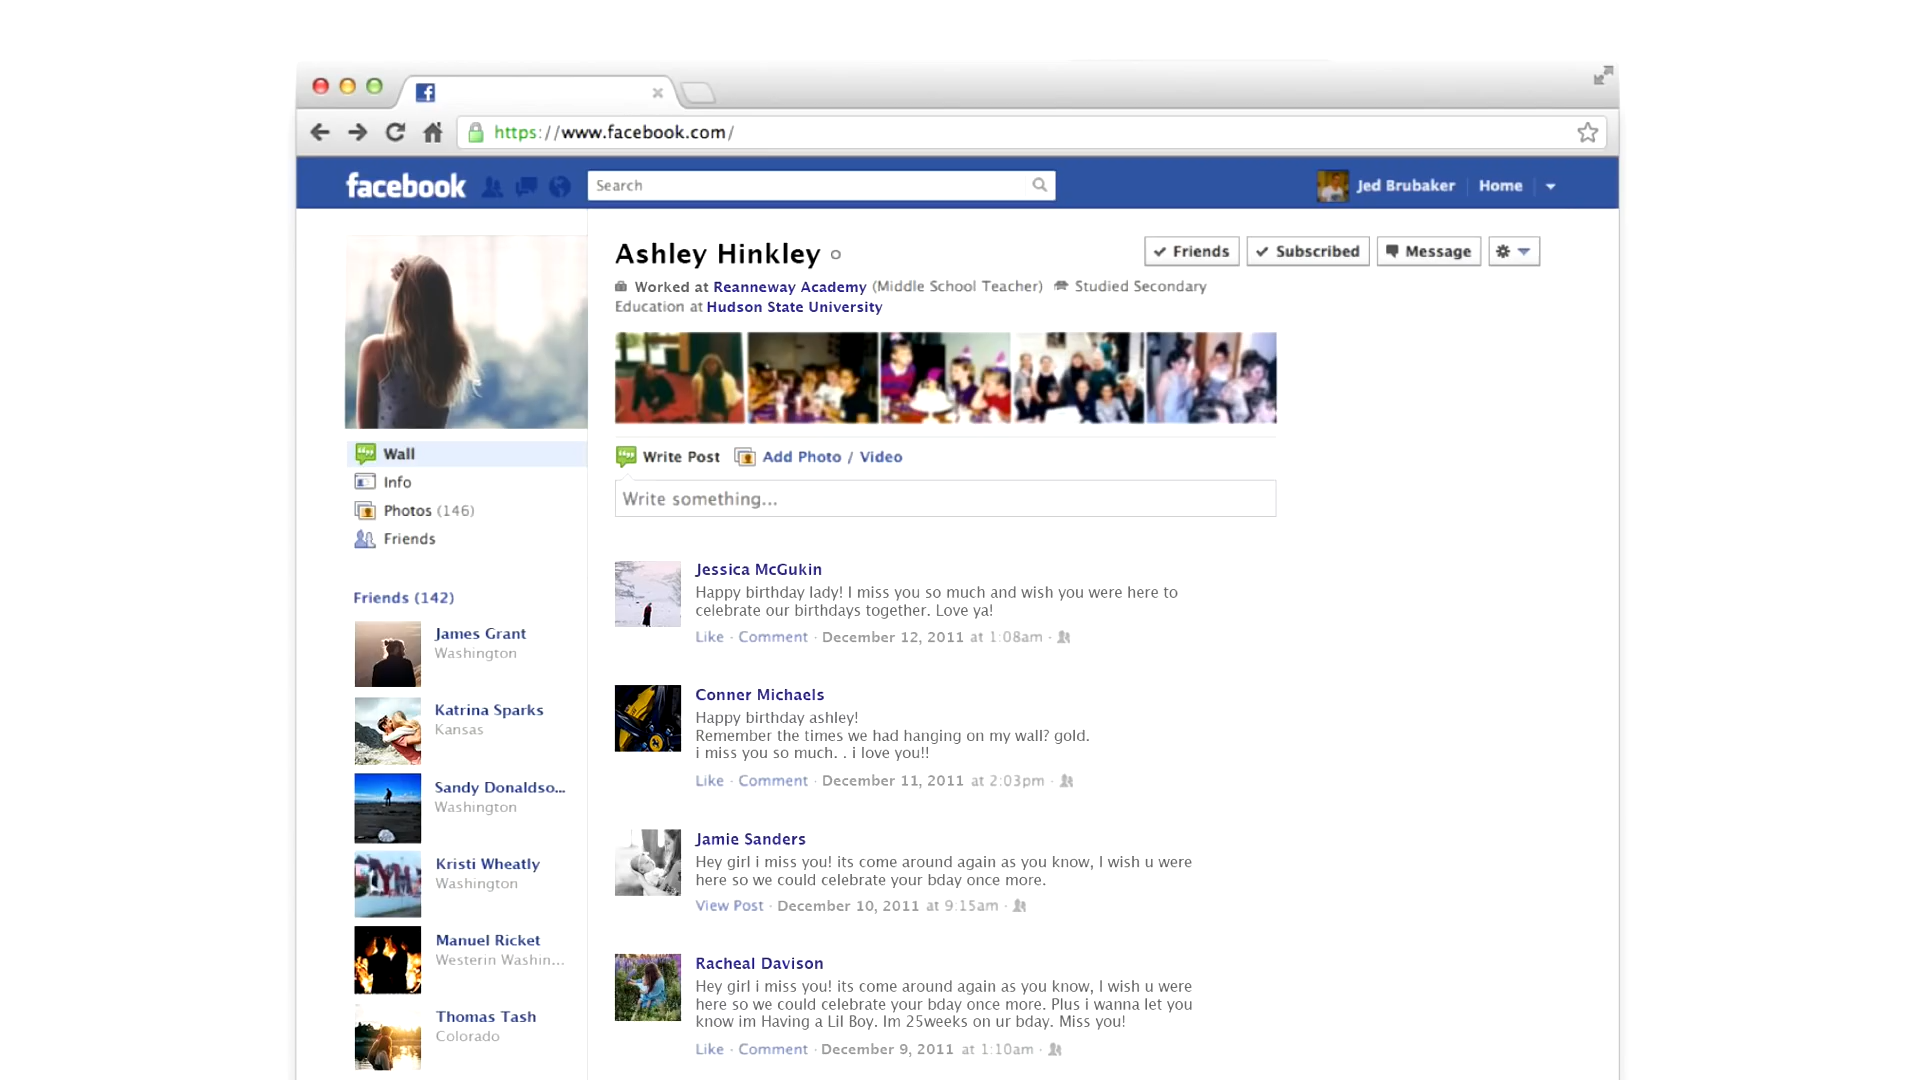 https://www.facebook.com/
facebook
Search
Jed Brubaker
Home
Ashley Hinkley
Friends
Subscribed
Message
Worked at Reanneway Academy (Middle School Teacher) Studied Secondary
Education at Hudson State University
Wall
Info
Photos (146)
Friends
Friends (142)
James Grant
Washington
Katrina Sparks
Kansas
Sandy Donaldso...
Washington
Kristi Wheatly
Washington
Manuel Ricket
Westerin Washin...
Thomas Tash
Colorado
Write Post
Add Photo / Video
Write something...
Jessica McGukin
Happy birthday lady! I miss you so much and wish you were here to
celebrate our birthdays together. Love ya!
Like · Comment · December 12, 2011 at 1:08am ·
Conner Michaels
Happy birthday ashley!
Remember the times we had hanging on my wall? gold.
i miss you so much. . i love you!!
Like · Comment · December 11, 2011 at 2:03pm ·
Jamie Sanders
Hey girl i miss you! its come around again as you know, I wish u were
here so we could celebrate your bday once more.
View Post · December 10, 2011 at 9:15am ·
Racheal Davison
Hey girl i miss you! its come around again as you know, I wish u were
here so we could celebrate your bday once more. Plus i wanna let you
know im Having a Lil Boy. Im 25weeks on ur bday. Miss you!
Like · Comment · December 9, 2011 at 1:10am ·